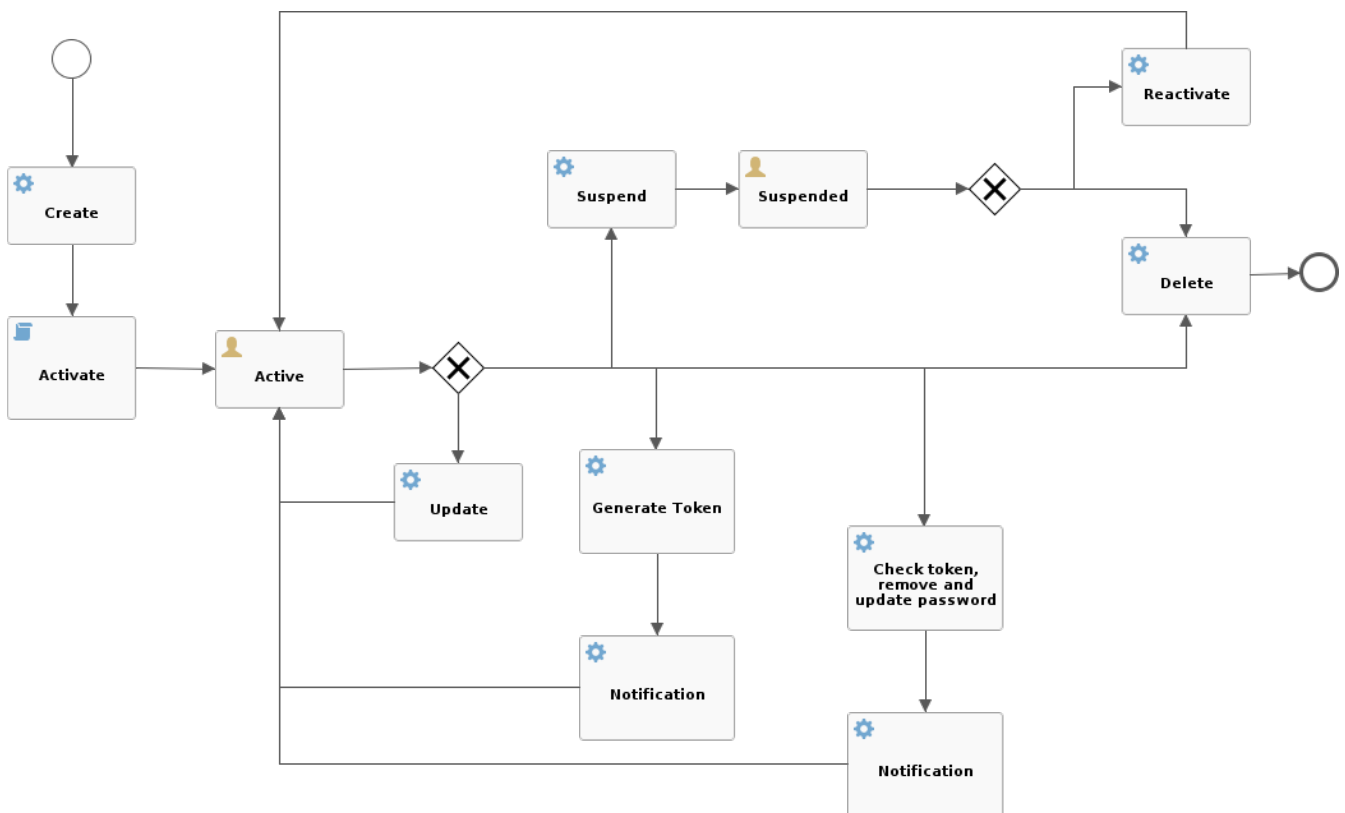 Reactivate
Create
Suspend
Suspended
Delete
Activate
Active
Update
Generate Token
Check token,
remove and
update password
Notification
Notification